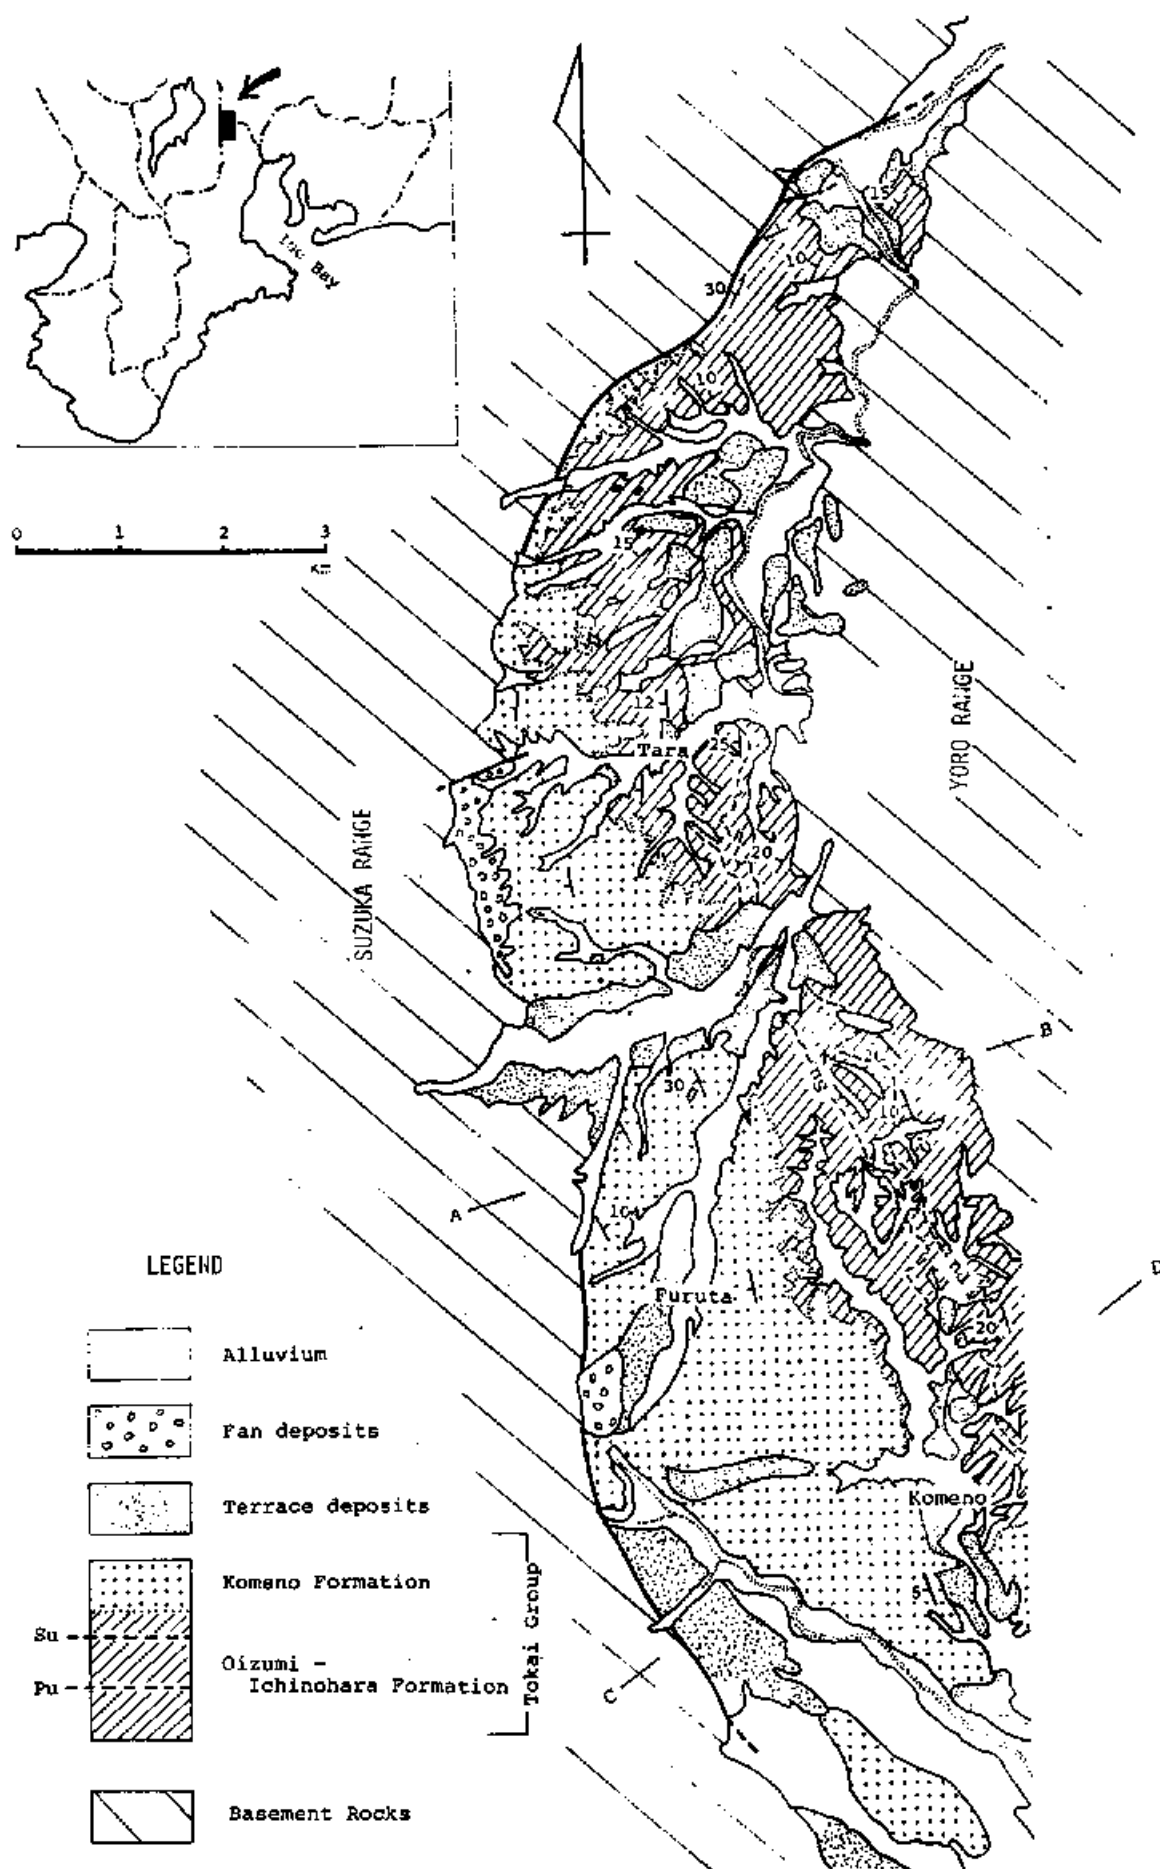 Ise Bay
0 1 2 3
Km
30
10
15
10
10
15
12
Tara
25
20
SUZUKA RANGE
YORO RANGE
B
30
10
A
10
Furuta
D
20
Komeno
5
C
LEGEND
Alluvium
Fan deposits
Terrace deposits
Komeno Formation
Su
Oizumi –
Ichinohara Formation
Pu
Tokai Group
Basement Rocks